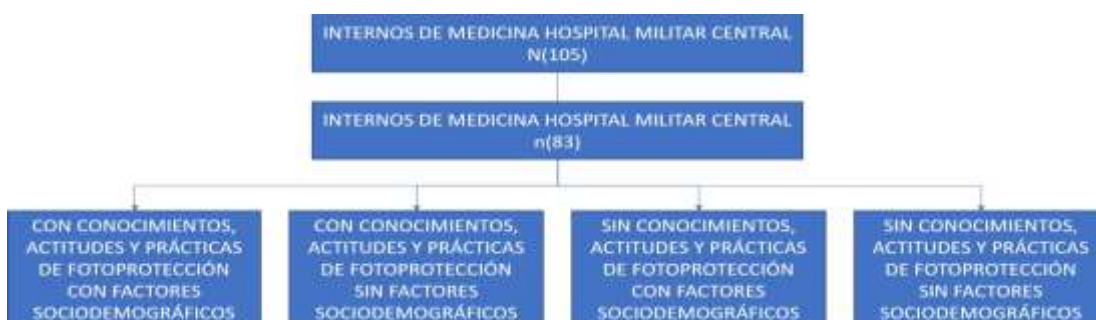 INTERNOS DE MEDICINA HOSPITAL MILITAR CENTRAL
N(105)
INTERNOS DE MEDICINA HOSPITAL MILITAR CENTRAL
n(83)
CON CONOCIMIENTOS,
ACTITUDES Y PRÁCTICAS
DE FOTOPROTECCIÓN
CON FACTORES
SOCIODEMOGRÁFICOS
CON CONOCIMIENTOS,
ACTITUDES Y PRÁCTICAS
DE FOTOPROTECCIÓN
SIN FACTORES
SOCIODEMOGRÁFICOS
SIN CONOCIMIENTOS,
ACTITUDES Y PRÁCTICAS
DE FOTOPROTECCIÓN
CON FACTORES
SOCIODEMOGRÁFICOS
SIN CONOCIMIENTOS,
ACTITUDES Y PRÁCTICAS
DE FOTOPROTECCIÓN
SIN FACTORES
SOCIODEMOGRÁFICOS